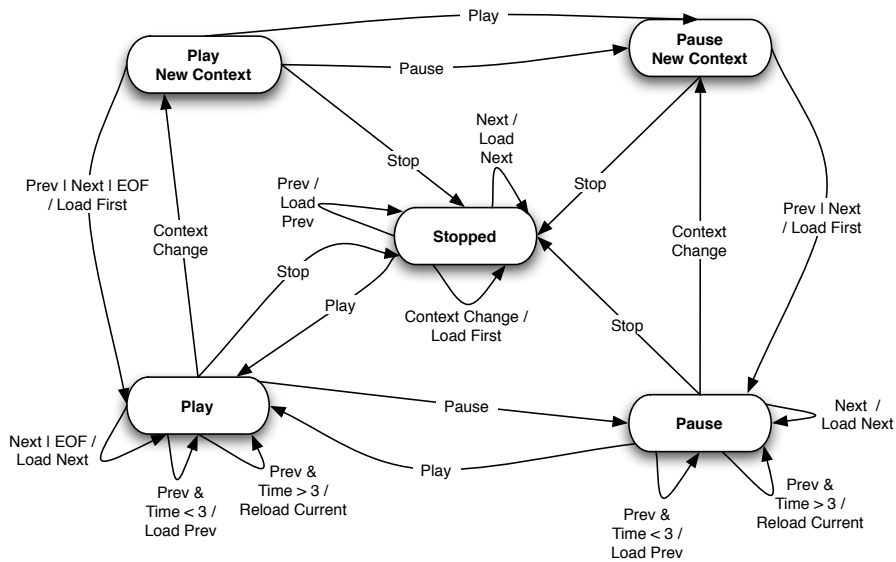 Play
Play
New Context
Pause
New Context
Pause
Next /
Load
Next
Stop
Prev /
Load
Prev
Stop
Prev | Next | EOF
/ Load First
Prev | Next
/ Load First
Context
Change
Stopped
Context
Change
Stop
Play
Context Change /
Load First
Stop
Play
Pause
Pause
Next /
Load Next
Next | EOF /
Load Next
Play
Prev &
Time < 3 /
Load Prev
Prev &
Time > 3 /
Reload Current
Prev &
Time < 3 /
Load Prev
Prev &
Time > 3 /
Reload Current